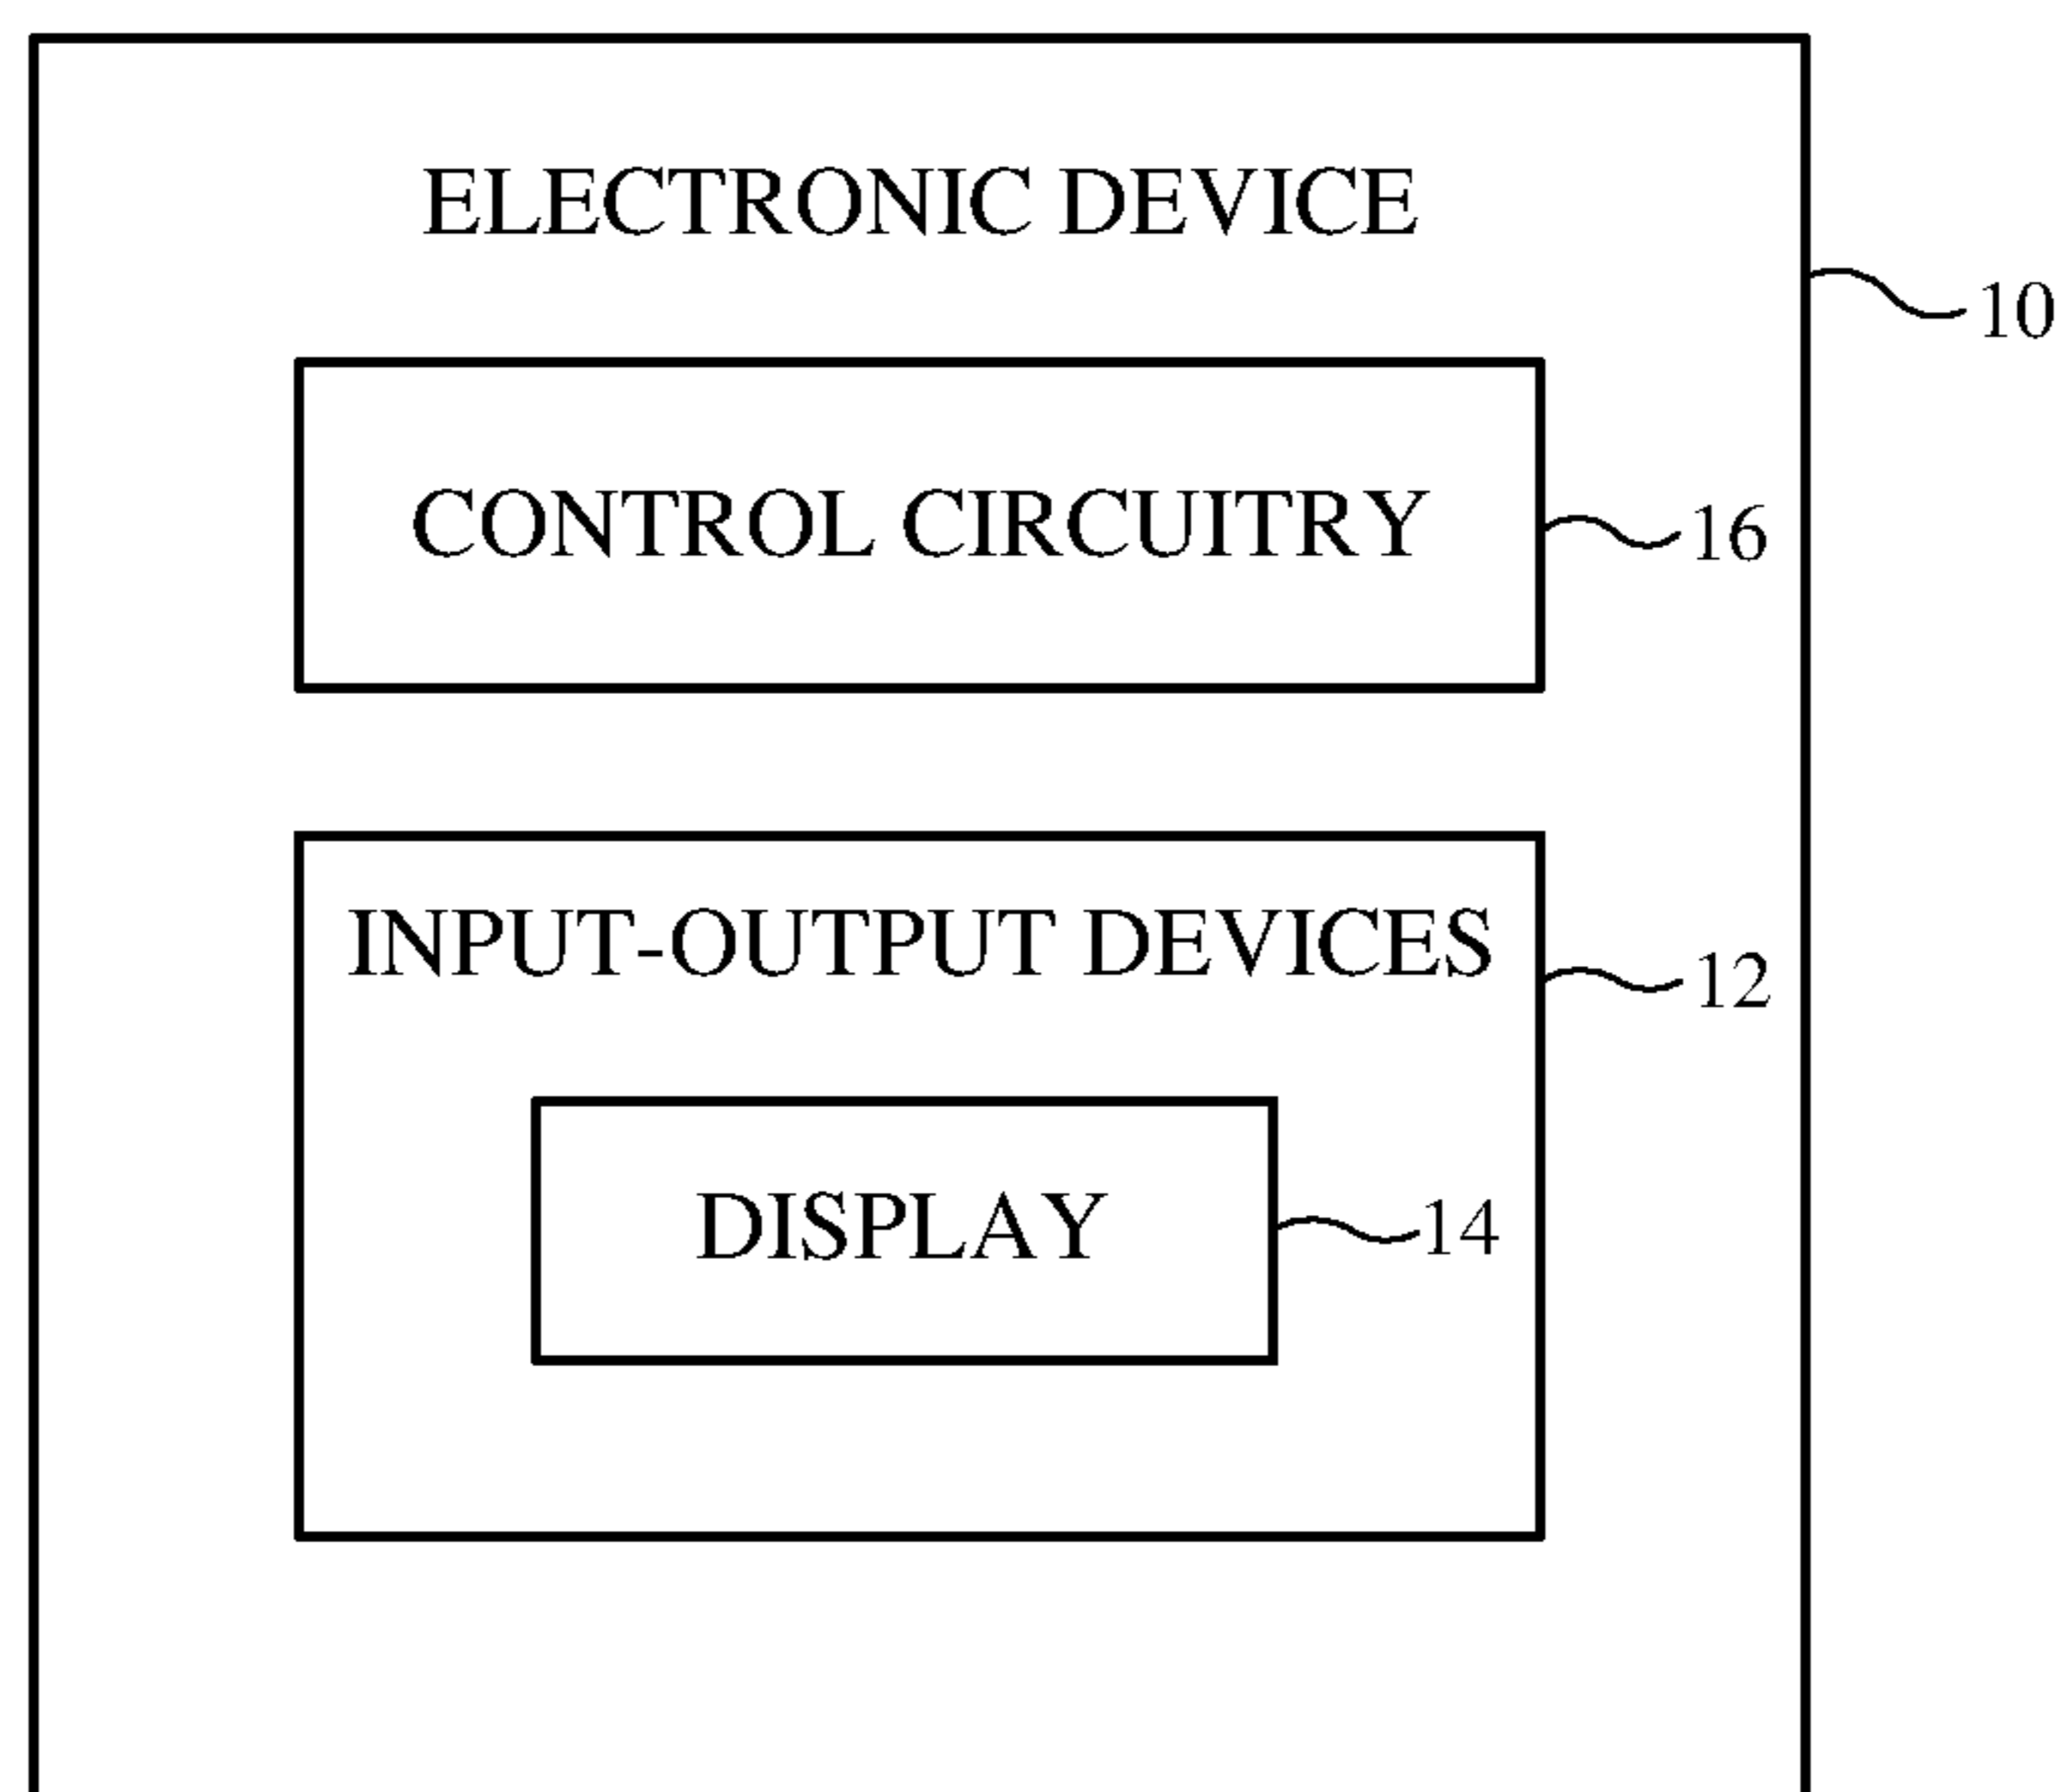 ELECTRONIC DEVICE
10
CONTROL CIRCUITRY
16
INPUT-OUTPUT DEVICES
12
DISPLAY
14